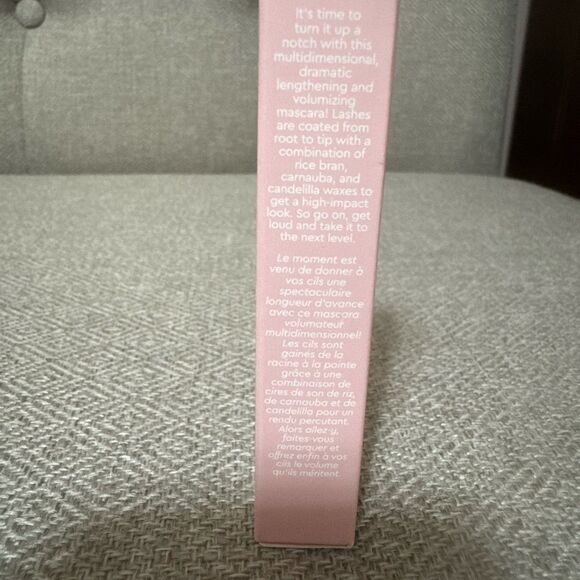 It's time to
turn it up a
notch with this
multidimensional,
dramatic
lengthening and
volumizing
mascara! Lashes
are coated from
root to tip with a
combination of
rice bran,
carnauba, and
candelilla waxes to
get a high-impact
look. So go on, get
loud and take it to
the next level.
Le moment est
venu de donner à
vos cils une
spectaculaire
longueur d'avance
avec ce mascara
volumateur
multidimensionnel!
Les cils sont
gainés de la
racine à la pointe
grâce à une
combinaison de
cires de son de riz,
de carnauba et de
candelilla pour un
rendu percutant.
Alors allez-y,
faites-vous
remarquer et
offrez enfin à vos
cils le volume
qu'ils méritent.